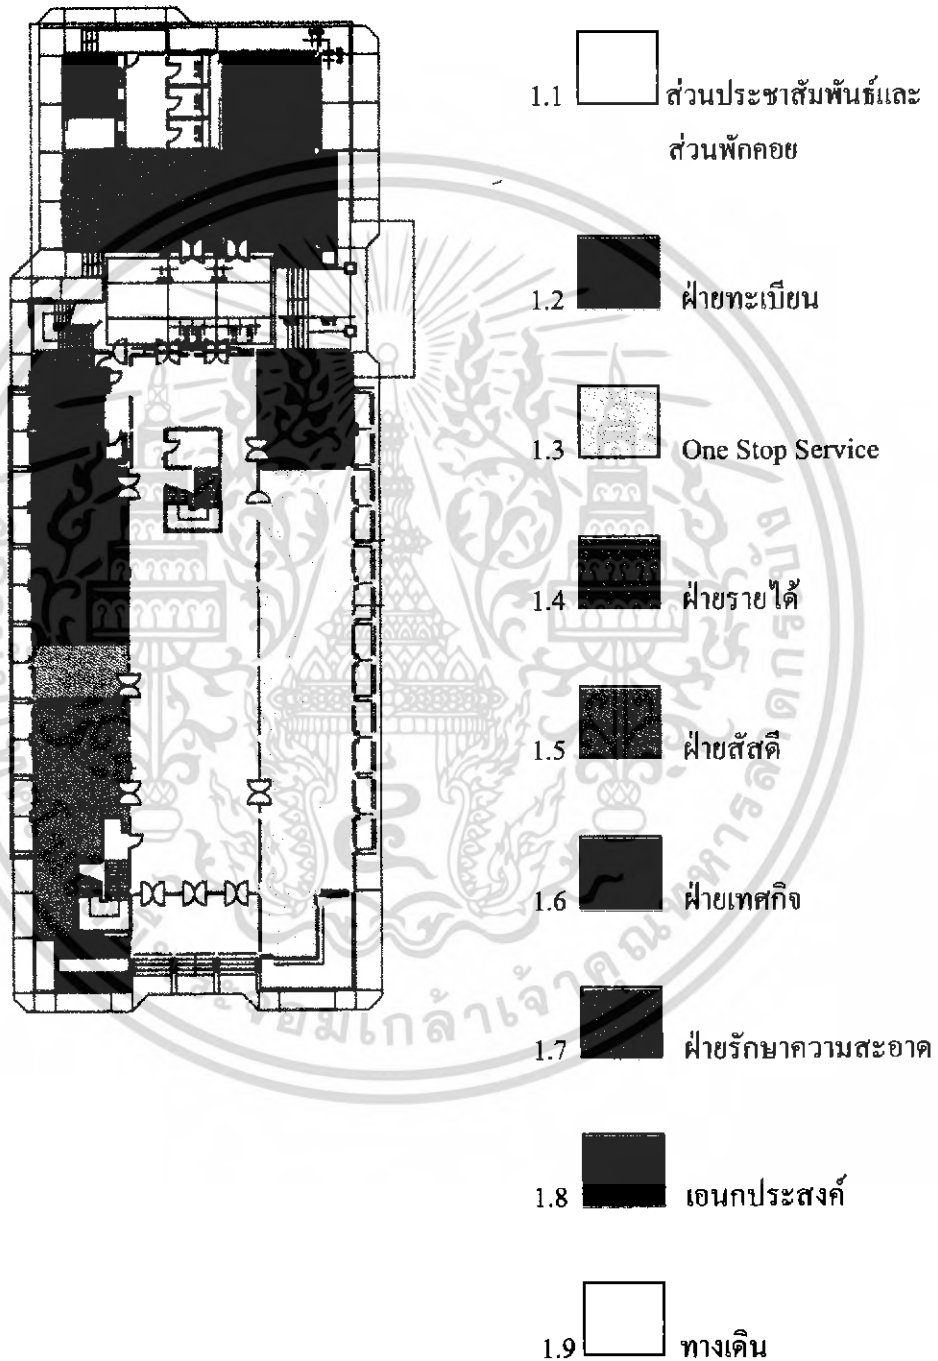 1.1 ส่วนประชาสัมพันธ์และ
ส่วนพักคอย
1.2 ฝ่ายทะเบียน
1.3 One Stop Service
1.4 ฝ่ายรายได้
1.5 ฝ่ายสัสดี
1.6 ฝ่ายเทศกิจ
1.7 ฝ่ายรักษาความสะอาด
1.8 เอนกประสงค์
1.9 ทางเดิน